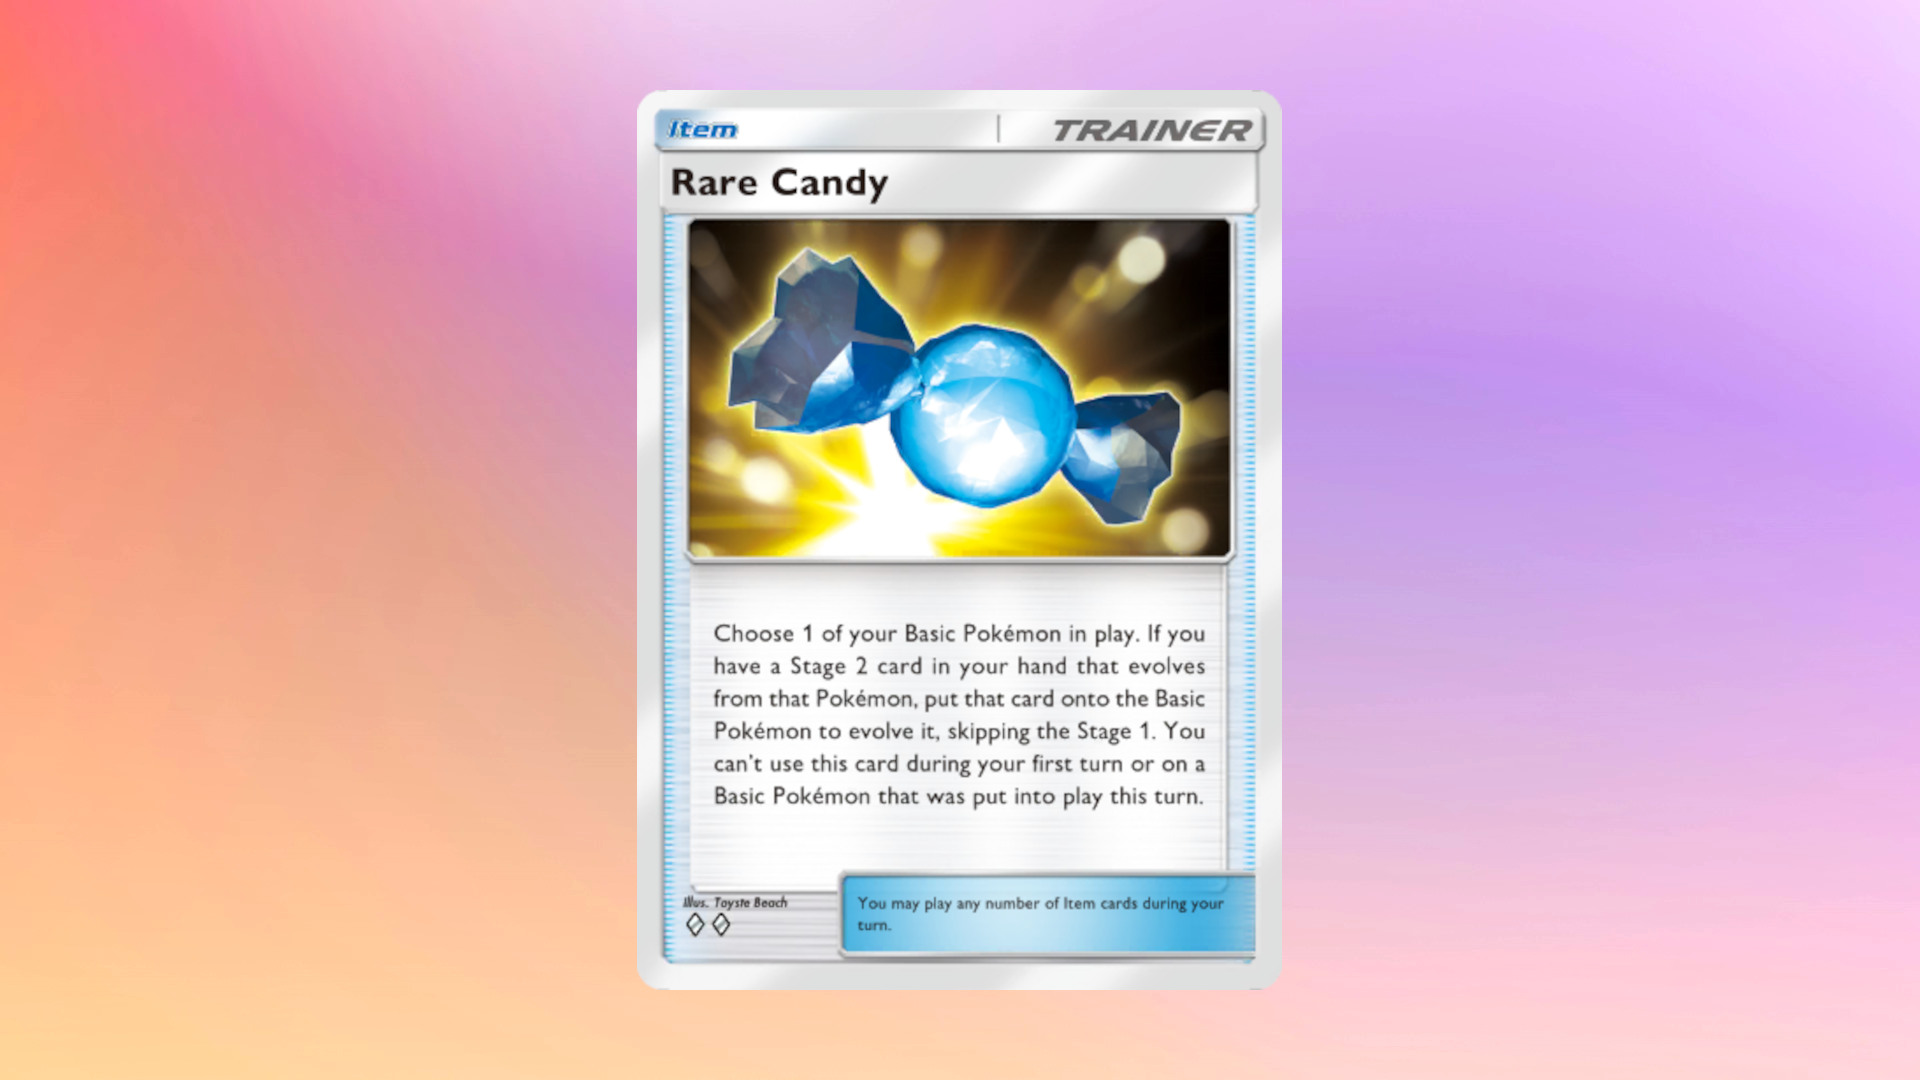 Item
TRAINER
Rare Candy
Choose 1 of your Basic Pokémon in play. If you
have a Stage 2 card in your hand that evolves
from that Pokémon, put that card onto the Basic
Pokémon to evolve it, skipping the Stage 1. You
can't use this card during your first turn or on a
Basic Pokémon that was put into play this turn.
Illus. Toyste Beach
You may play any number of Item cards during your
turn.